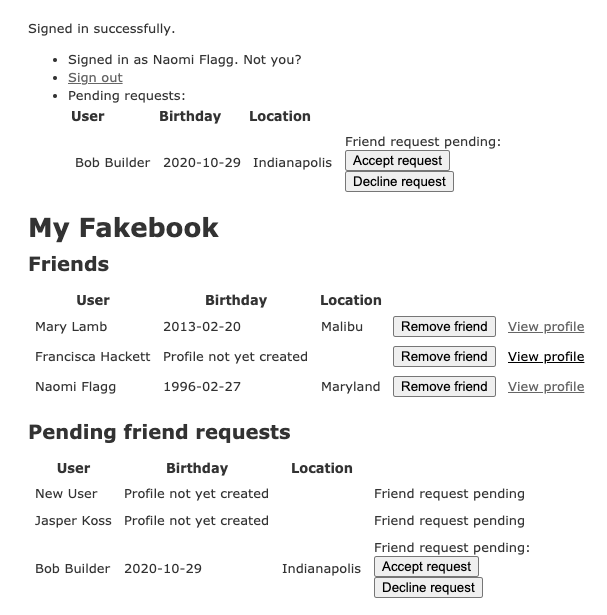 Signed in successfully.
Signed in as Naomi Flagg. Not you?
Sign out
Pending requests:
User Birthday Location
Bob Builder 2020-10-29 Indianapolis Friend request pending:
Accept request
Decline request
My Fakebook
Friends
User Birthday Location
Mary Lamb 2013-02-20 Malibu Remove friend View profile
Francisca Hackett Profile not yet created Remove friend View profile
Naomi Flagg 1996-02-27 Maryland Remove friend View profile
Pending friend requests
User Birthday Location
New User Profile not yet created Friend request pending
Jasper Koss Profile not yet created Friend request pending
Bob Builder 2020-10-29 Indianapolis Friend request pending:
Accept request
Decline request